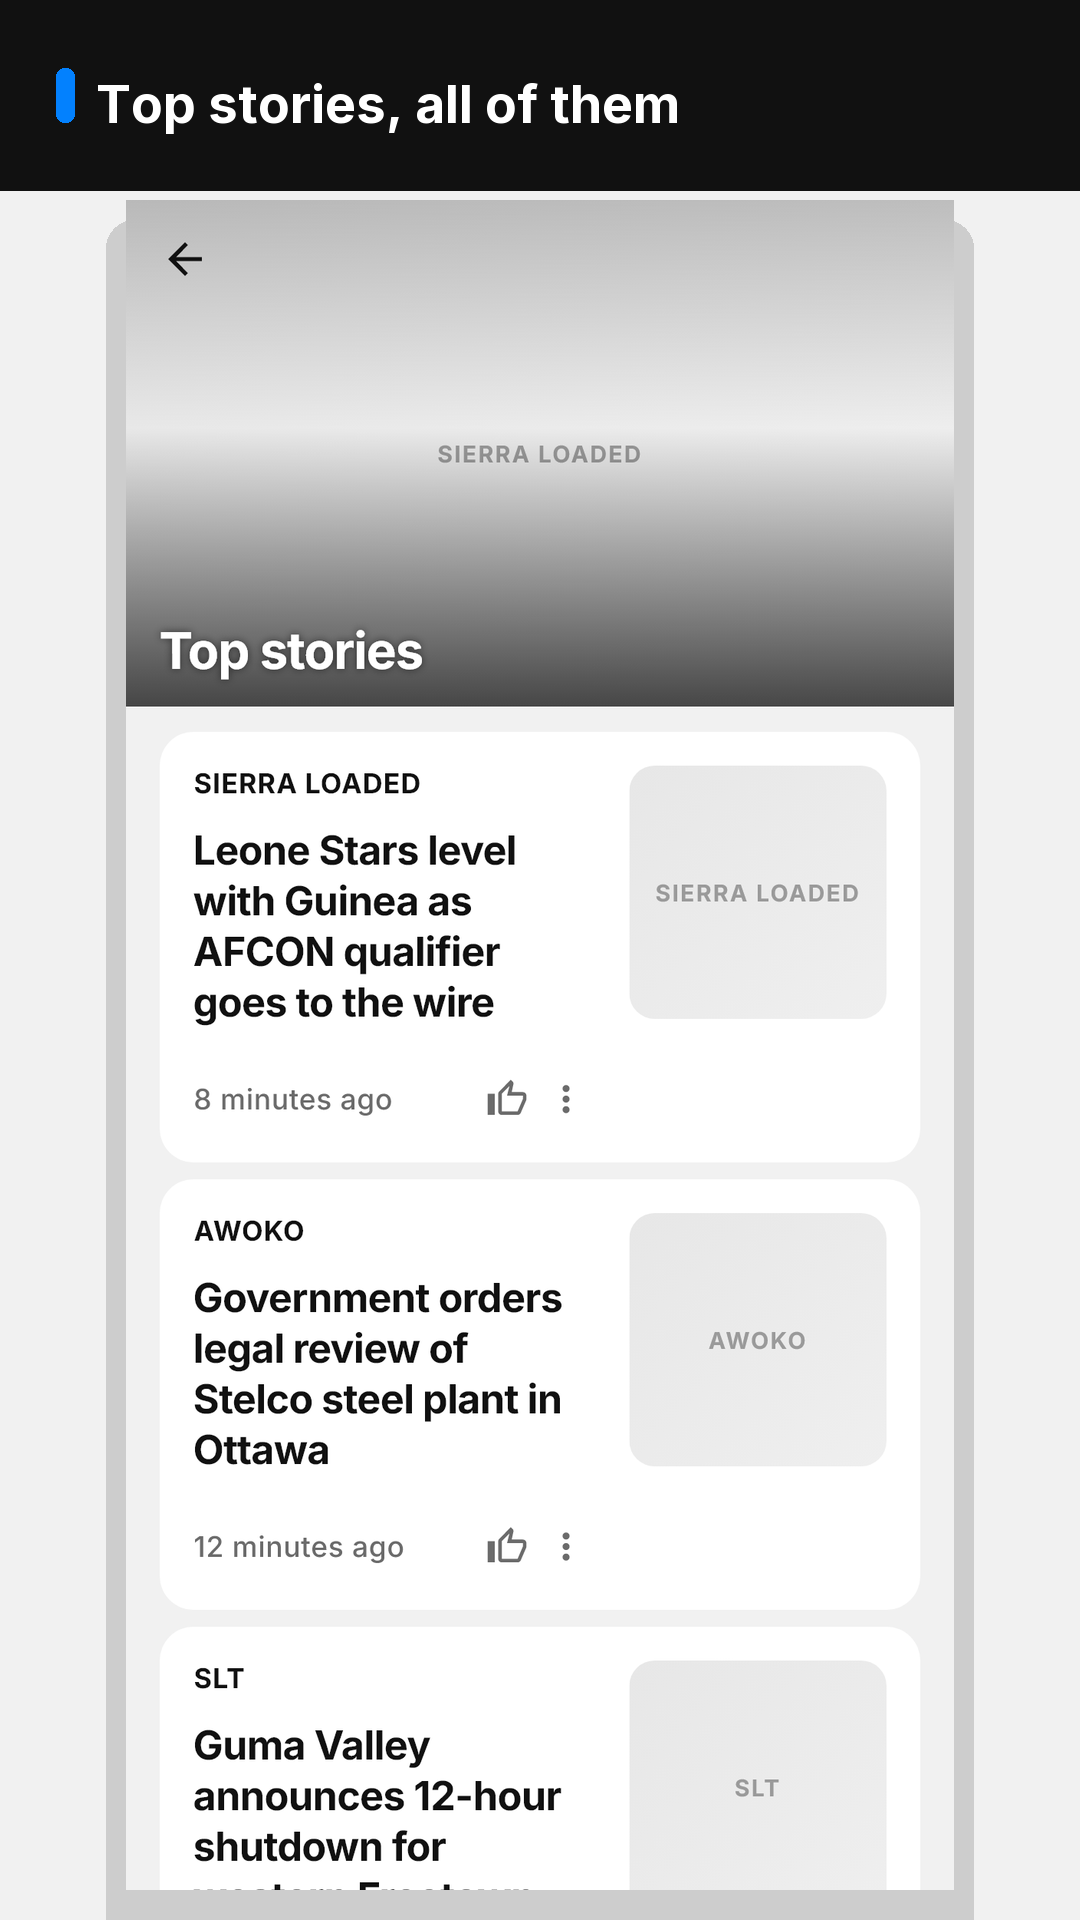 Top stories, all of them
SIERRA LOADED
Top stories
SIERRA LOADED
Leone Stars level
with Guinea as
AFCON qualifier
goes to the wire
SIERRA LOADED
8 minutes ago
AWOKO
Government orders
legal review of
Stelco steel plant in
Ottawa
AWOKO
12 minutes ago
SLT
Guma Valley
announces 12-hour
shutdown for
SLT